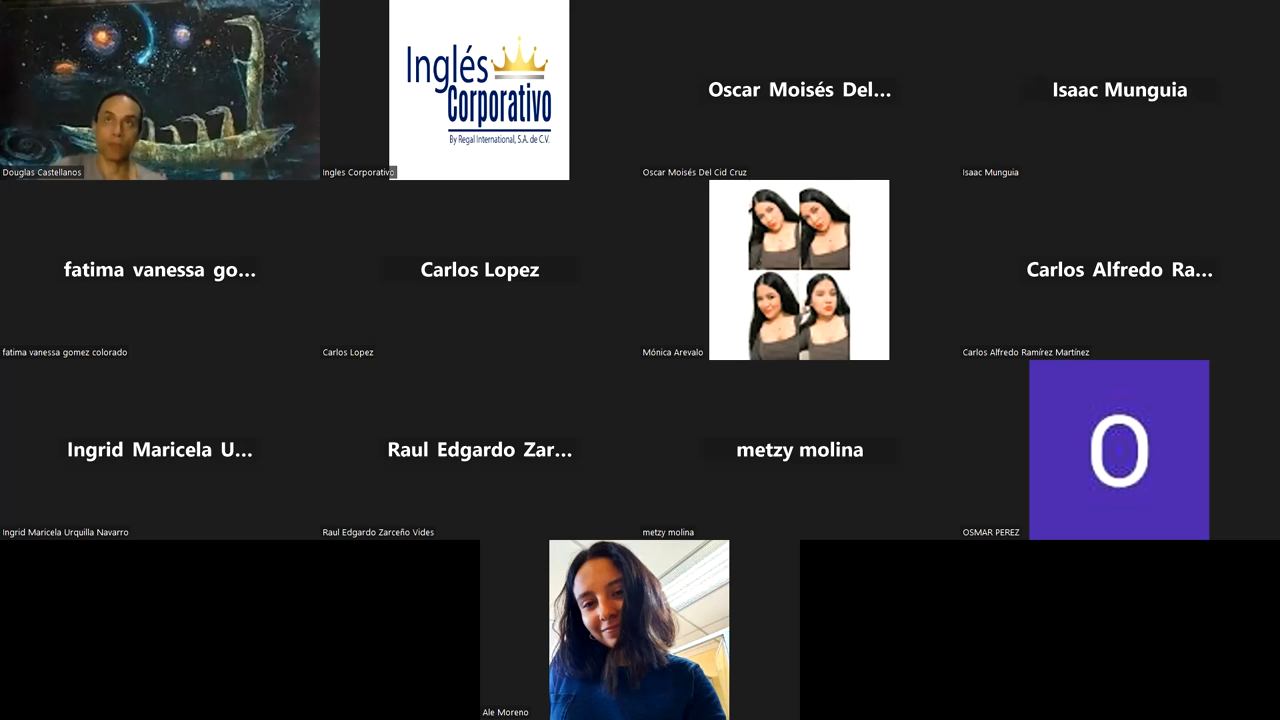 Douglas Castellanos
Inglés
Corporativo
By Regal International, S.A. de C.V.
Ingles Corporativo
Oscar Moisés Del...
Oscar Moisés Del Cid Cruz
Isaac Munguia
Isaac Munguia
fatima vanessa go...
fatima vanessa gomez colorado
Carlos Lopez
Carlos Lopez
Mónica Arevalo
Carlos Alfredo Ra...
Carlos Alfredo Ramírez Martínez
Ingrid Maricela U...
Ingrid Maricela Urquilla Navarro
Raul Edgardo Zar...
Raul Edgardo Zarceño Vides
metzy molina
metzy molina
O
OSMAR PEREZ
Ale Moreno